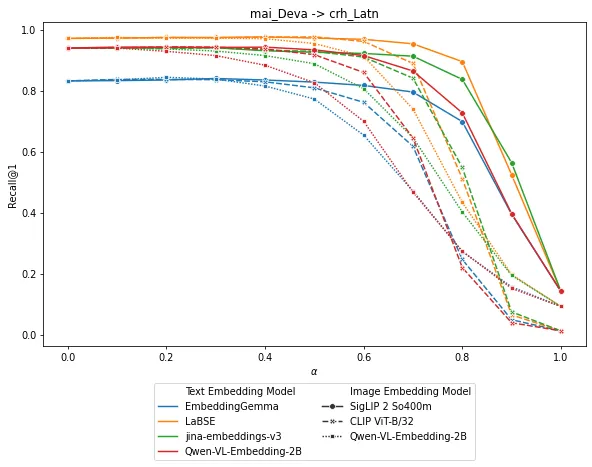 mai_Deva -> crh_Latn
1.0
0.8
0.6
0.4
0.2
0.0
Recall@1
0.0 0.2 0.4 0.6 0.8 1.0
α
Text Embedding Model
EmbeddingGemma
LaBSE
jina-embeddings-v3
Qwen-VL-Embedding-2B
Image Embedding Model
SigLIP 2 So400m
CLIP ViT-B/32
Qwen-VL-Embedding-2B